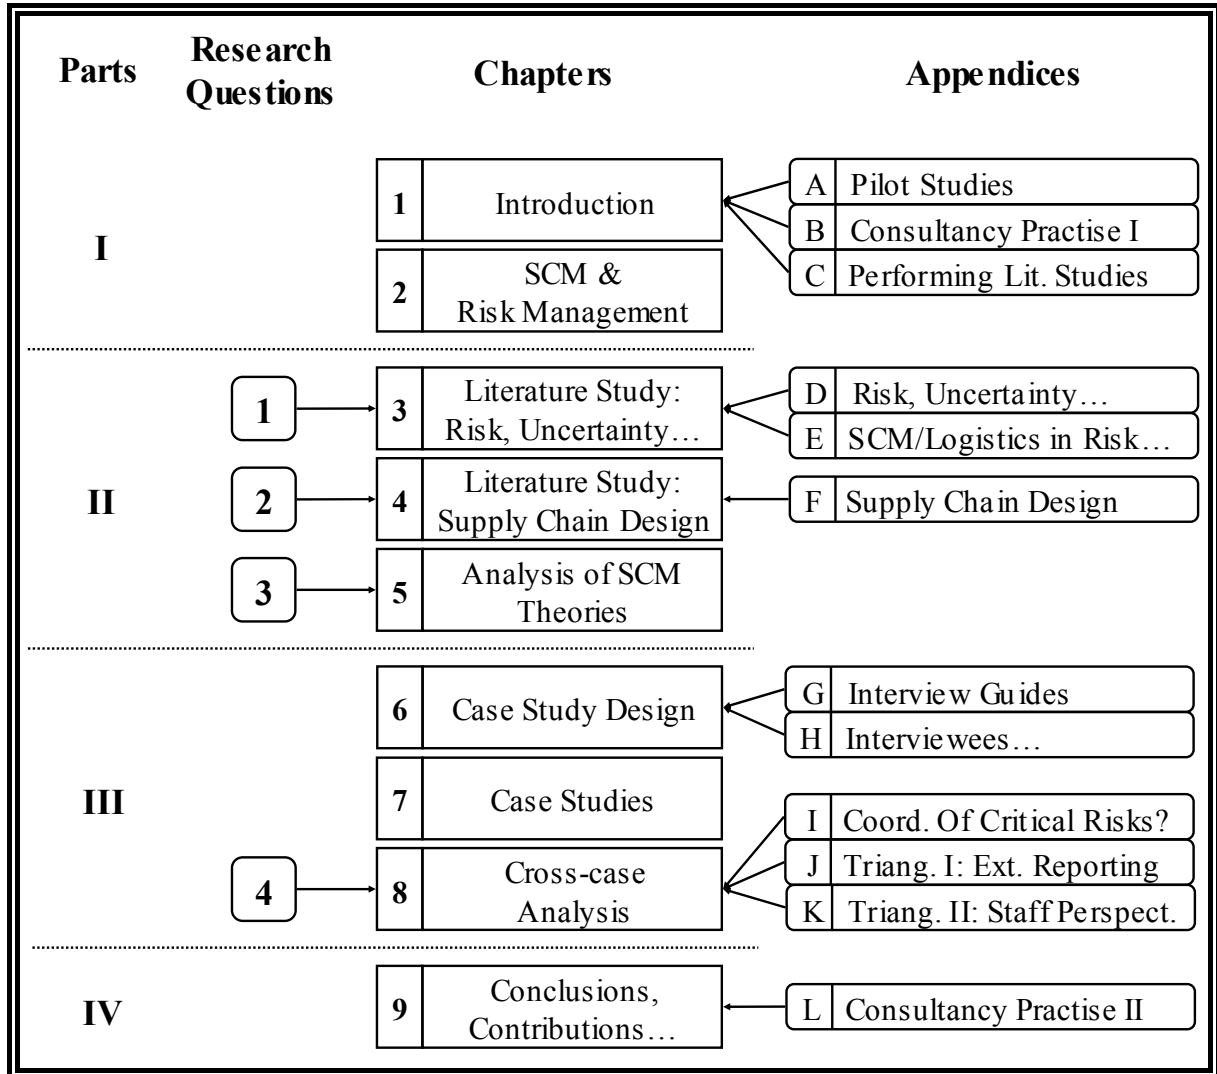 Parts
Research
Questions
Chapters
Appendices
I
1
Introduction
2
SCM &
Risk Management
A Pilot Studies
B Consultancy Practise I
C Performing Lit. Studies
II
1
3
Literature Study:
Risk, Uncertainty…
D Risk, Uncertainty…
E SCM/Logistics in Risk…
2
4
Literature Study:
Supply Chain Design
F Supply Chain Design
3
5
Analysis of SCM
Theories
III
6
Case Study Design
G Interview Guides
H Interviewees…
7
Case Studies
4
8
Cross-case
Analysis
I Coord. Of Critical Risks?
J Triang. I: Ext. Reporting
K Triang. II: Staff Perspect.
IV
9
Conclusions,
Contributions…
L Consultancy Practise II